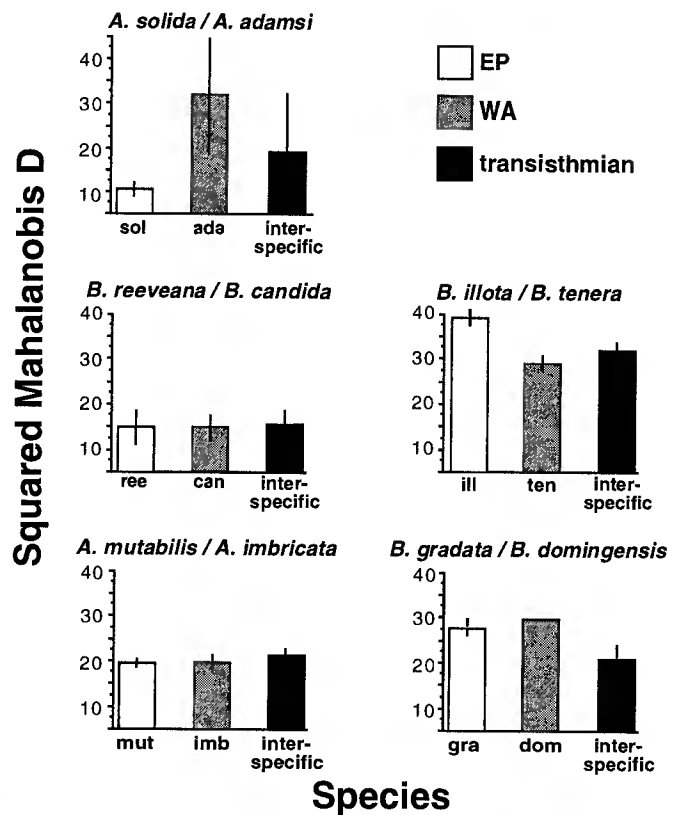 A. solida / A. adamsi
40
30
20
10
sol ada inter-
specific
EP
WA
transisthmian
Squared Mahalanobis D
B. reeveana / B. candida
40
30
20
10
ree can inter-
specific
B. illota / B. tenera
40
30
20
10
ill ten inter-
specific
A. mutabilis / A. imbricata
40
30
20
10
mut imb inter-
specific
B. gradata / B. domingensis
40
30
20
10
gra dom inter-
specific
Species